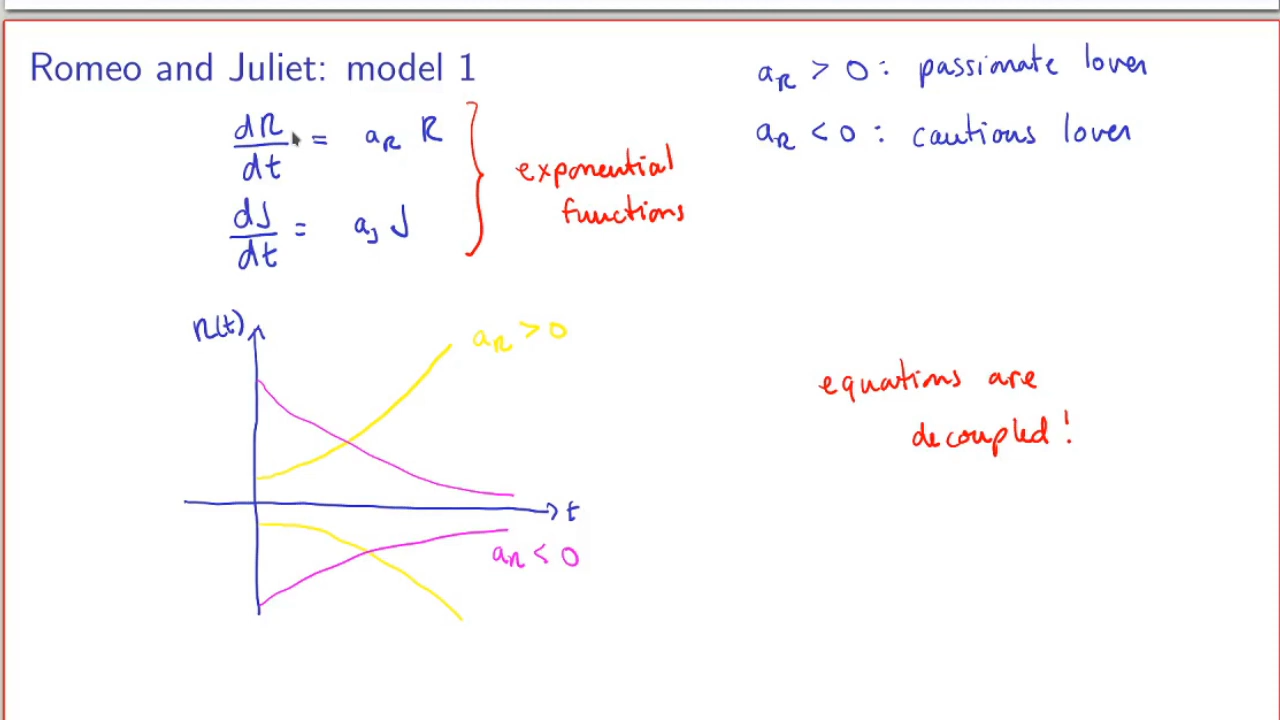 Romeo and Juliet: model 1
dR/dt = a_R R
dJ/dt = a_J J
exponential
functions
a_R > 0 : passionate lover
a_R < 0 : cautious lover
R(t)
a_R > 0
t
a_R < 0
equations are
decoupled!